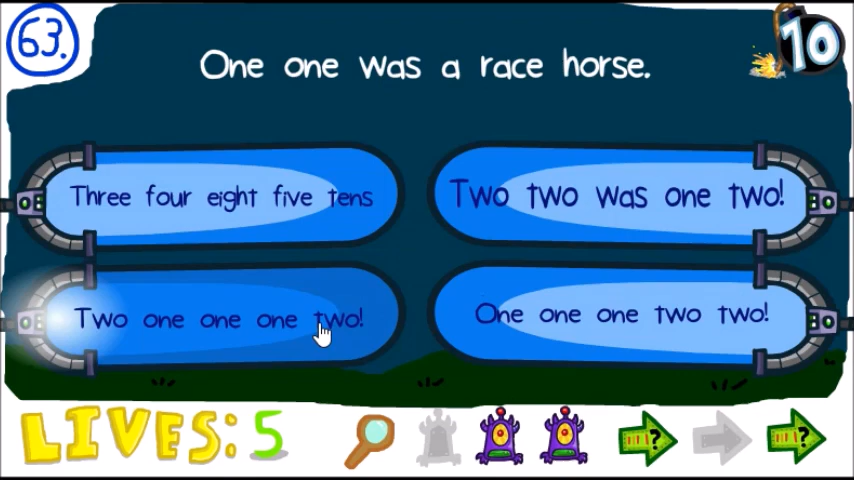 63.
10
One one was a race horse.
Three four eight five tens
Two two was one two!
Two one one one two!
One one one two two!
LIVES: 5
?
?